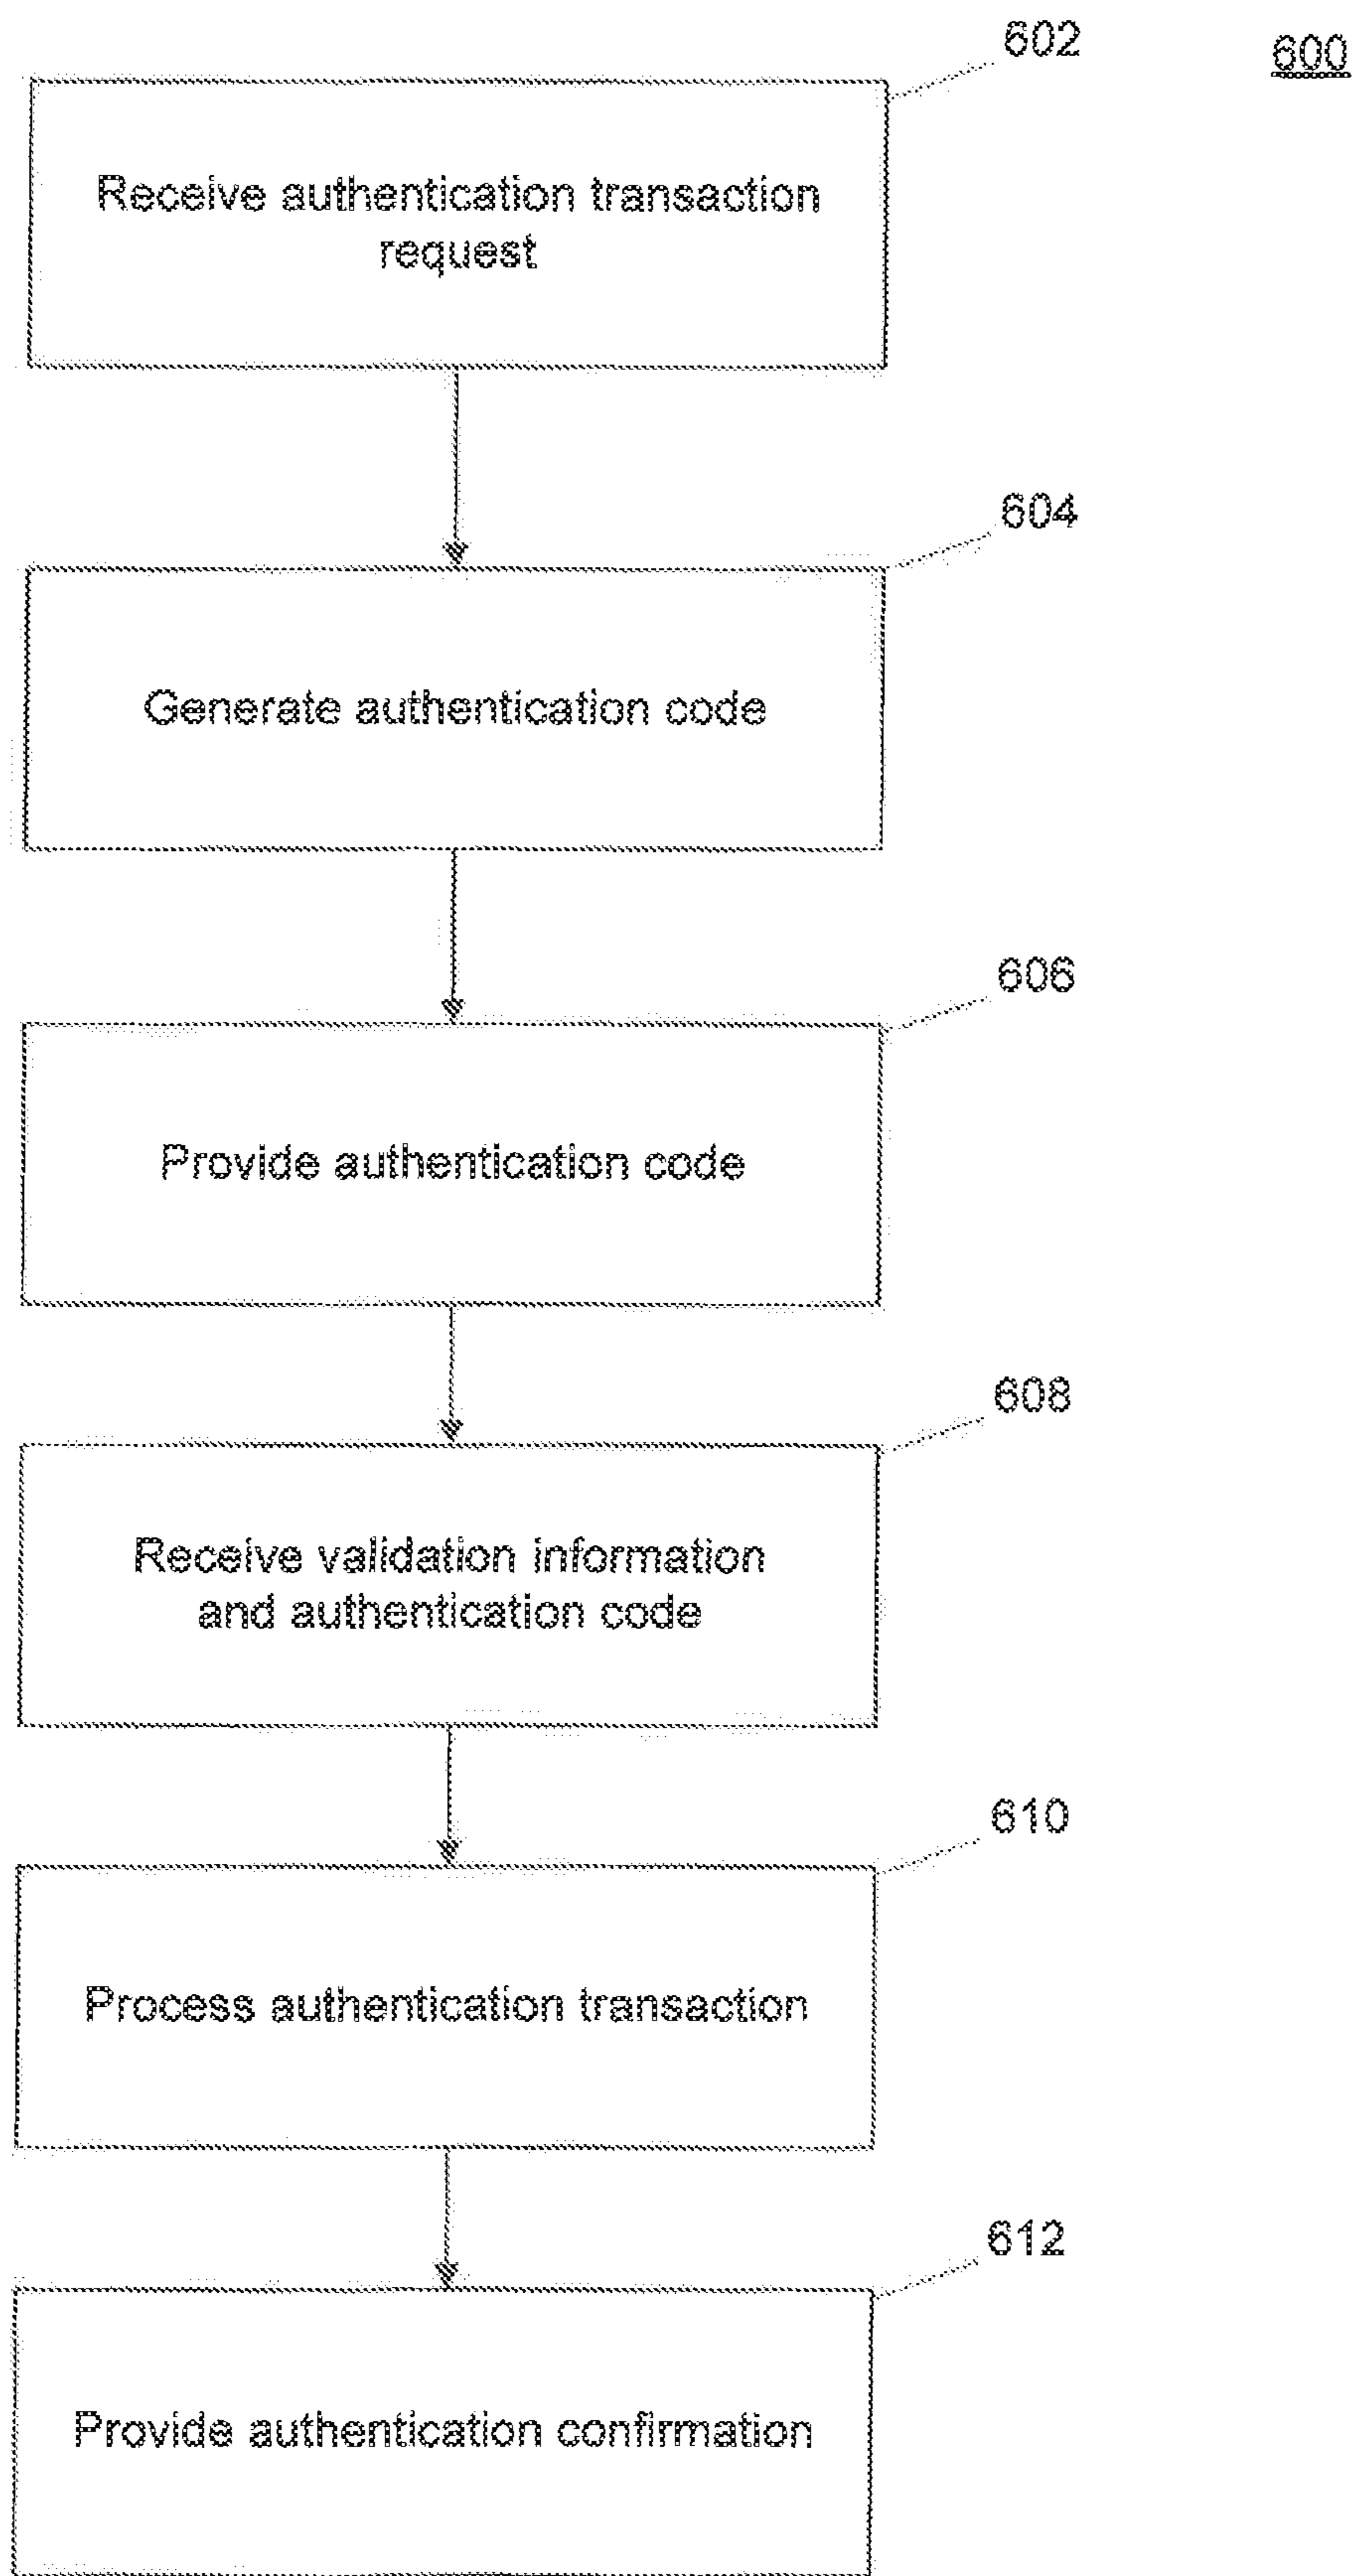 602
600
Receive authentication transaction
request
604
Generate authentication code
606
Provide authentication code
608
Receive validation information
and authentication code
610
Process authentication transaction
612
Provide authentication confirmation